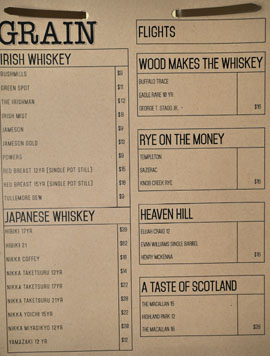 GRAIN
IRISH WHISKEY
BUSHMILLS
GREEN SPOT
THE IRISHMAN
IRISH MIST
JAMESON
JAMESON GOLD
POWERS
RED BREAST 12YR (SINGLE POT STILL)
RED BREAST 15YR (SINGLE POT STILL)
TULLEMORE DEW
JAPANESE WHISKEY
HIBIKI 17YR
HIBIKI 21
NIKKA COFFEY
NIKKA TAKETSURU 12YR
NIKKA TAKETSURU 17YR
NIKKA TAKETSURU 21YR
NIKKA YOICHI 15YR
NIKKA MIYAGIKYO 12YR
YAMAZAKI 12 YR
FLIGHTS
WOOD MAKES THE WHISKEY
BUFFALO TRACE
EAGLE RARE 10 YR
GEORGE T. STAGG JR.
RYE ON THE MONEY
TEMPLETON
SAZERAC
KNOB CREEK RYE
HEAVEN HILL
ELIJAH CRAIG 12
EVAN WILLIAMS SINGLE BARREL
HENRY MCKENNA
A TASTE OF SCOTLAND
THE MACALLAN 15
HIGHLAND PARK 12
THE MACALLAN 18